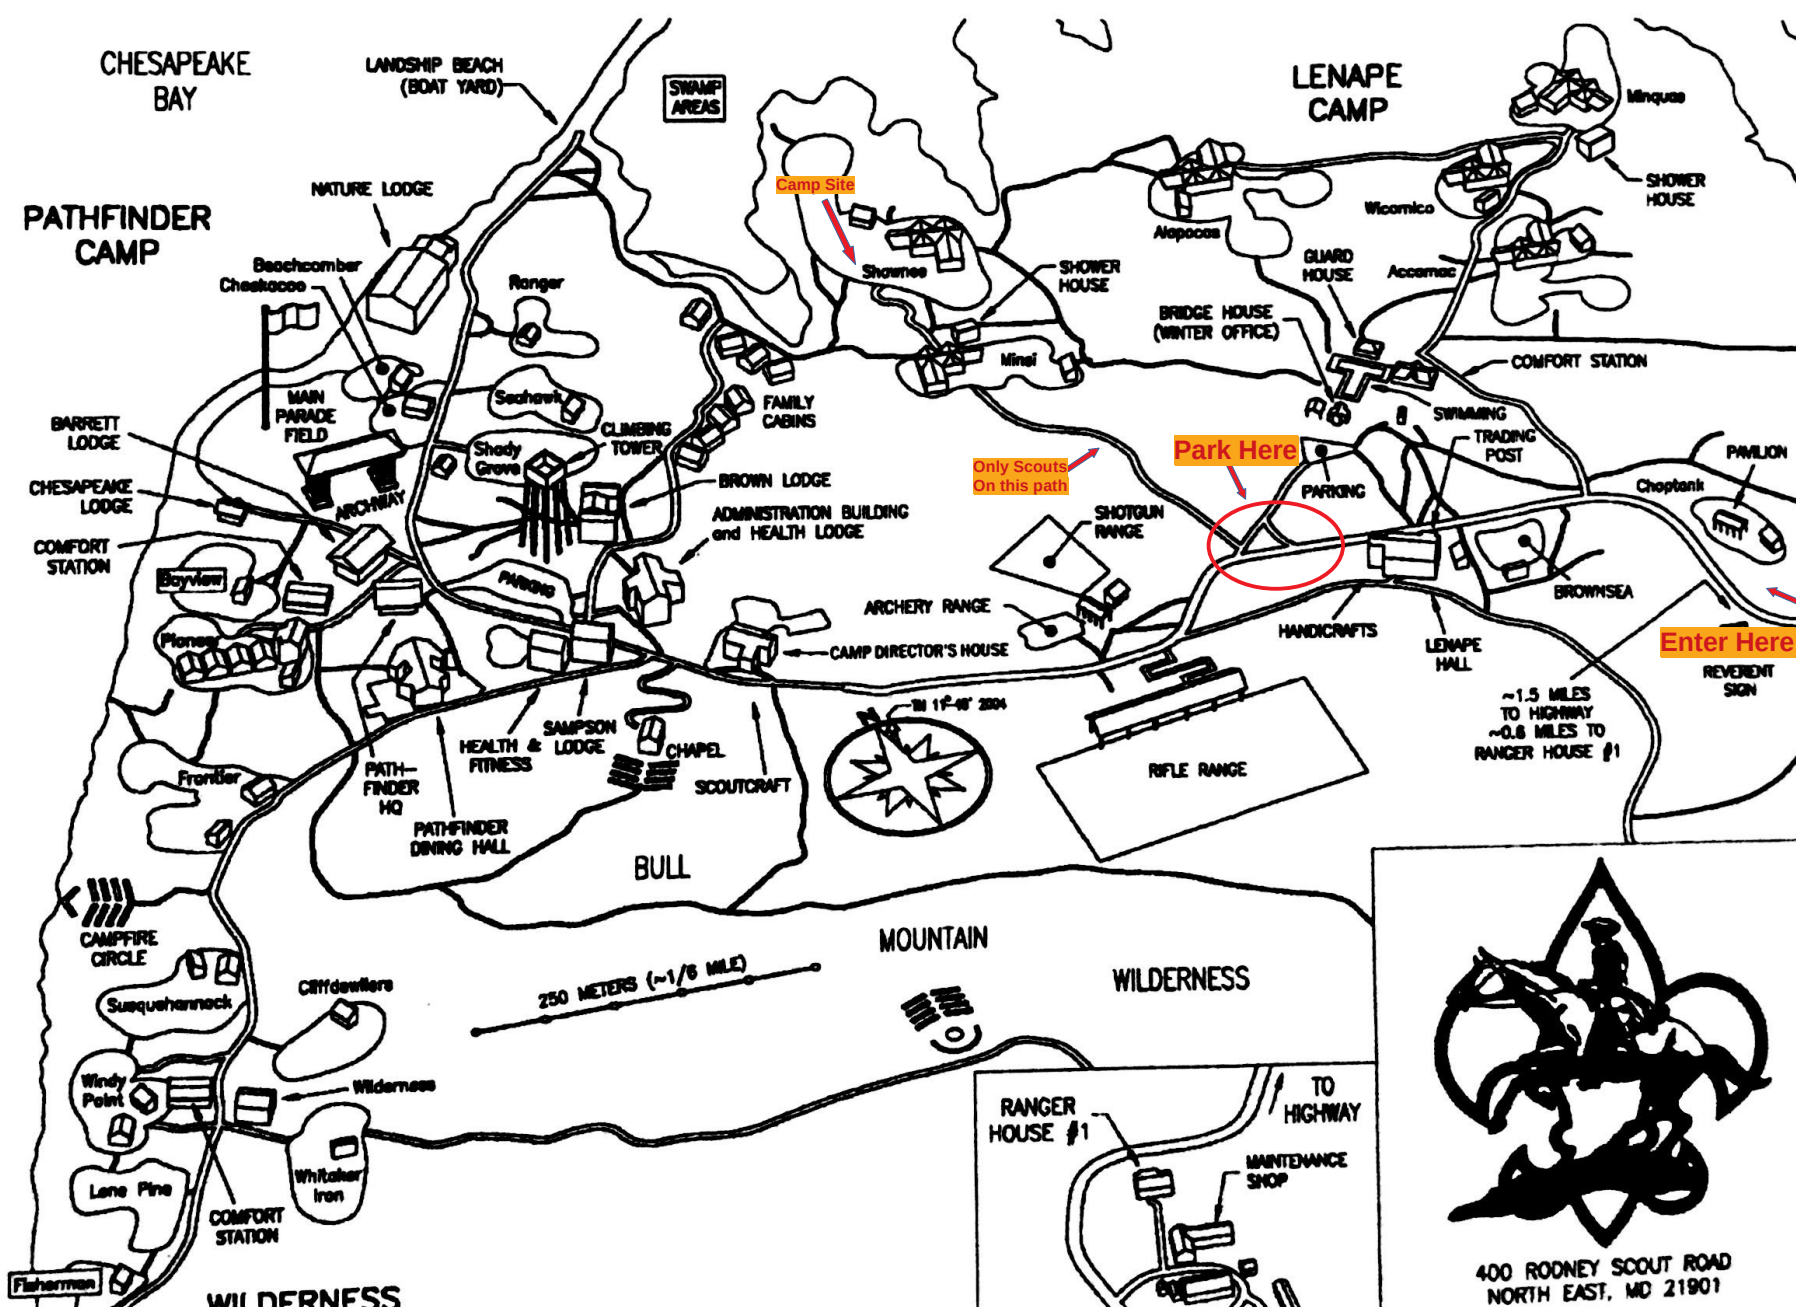 CHESAPEAKE
BAY
LANDSHIP BEACH
(BOAT YARD)
SWAMP
AREAS
LENAPE
CAMP
Minquas
SHOWER
HOUSE
NATURE LODGE
PATHFINDER
CAMP
Camp Site
Wicomico
Alapocas
Beachcomber
Cheekacoo
Ranger
Shawnee
SHOWER
HOUSE
GUARD
HOUSE
Accomac
BRIDGE HOUSE
(WINTER OFFICE)
Minsi
COMFORT STATION
MAIN
PARADE
FIELD
Seahawk
FAMILY
CABINS
SWIMMING
BARRETT
LODGE
CLIMBING
TOWER
Shady
Grove
TRADING
POST
PAVILION
Park Here
Only Scouts
On this path
BROWN LODGE
PARKING
Choptank
CHESAPEAKE
LODGE
ARCHWAY
ADMINISTRATION BUILDING
and HEALTH LODGE
SHOTGUN
RANGE
COMFORT
STATION
Bayview
PARKING
ARCHERY RANGE
BROWNSEA
HANDICRAFTS
Pioneer
CAMP DIRECTOR'S HOUSE
LENAPE
HALL
Enter Here
REVERENT
SIGN
~1.5 MILES
TO HIGHWAY
~0.6 MILES TO
RANGER HOUSE #1
TN 11°-46' 2004
SAMPSON
LODGE
HEALTH &
FITNESS
CHAPEL
SCOUTCRAFT
RIFLE RANGE
Frontier
PATH-
FINDER
HQ
PATHFINDER
DINING HALL
BULL
MOUNTAIN
WILDERNESS
CAMPFIRE
CIRCLE
250 METERS (~1/6 MILE)
Susquehannock
Cliffdwellers
Windy
Point
Wilderness
Whitaker
Iron
Lone Pine
COMFORT
STATION
Fisherman
WILDERNESS
TO
HIGHWAY
RANGER
HOUSE #1
MAINTENANCE
SHOP
400 RODNEY SCOUT ROAD
NORTH EAST, MD 21901